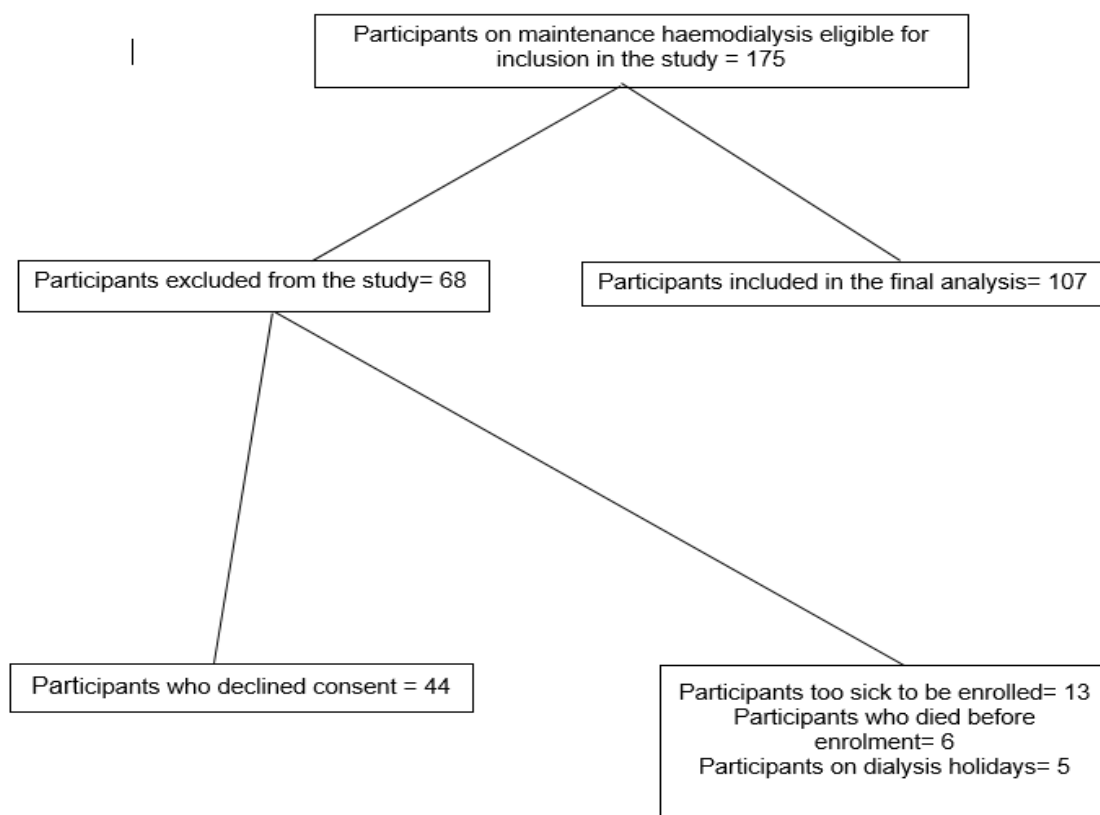 Participants on maintenance haemodialysis eligible for
inclusion in the study = 175
Participants excluded from the study= 68
Participants included in the final analysis= 107
Participants who declined consent = 44
Participants too sick to be enrolled= 13
Participants who died before
enrolment= 6
Participants on dialysis holidays= 5